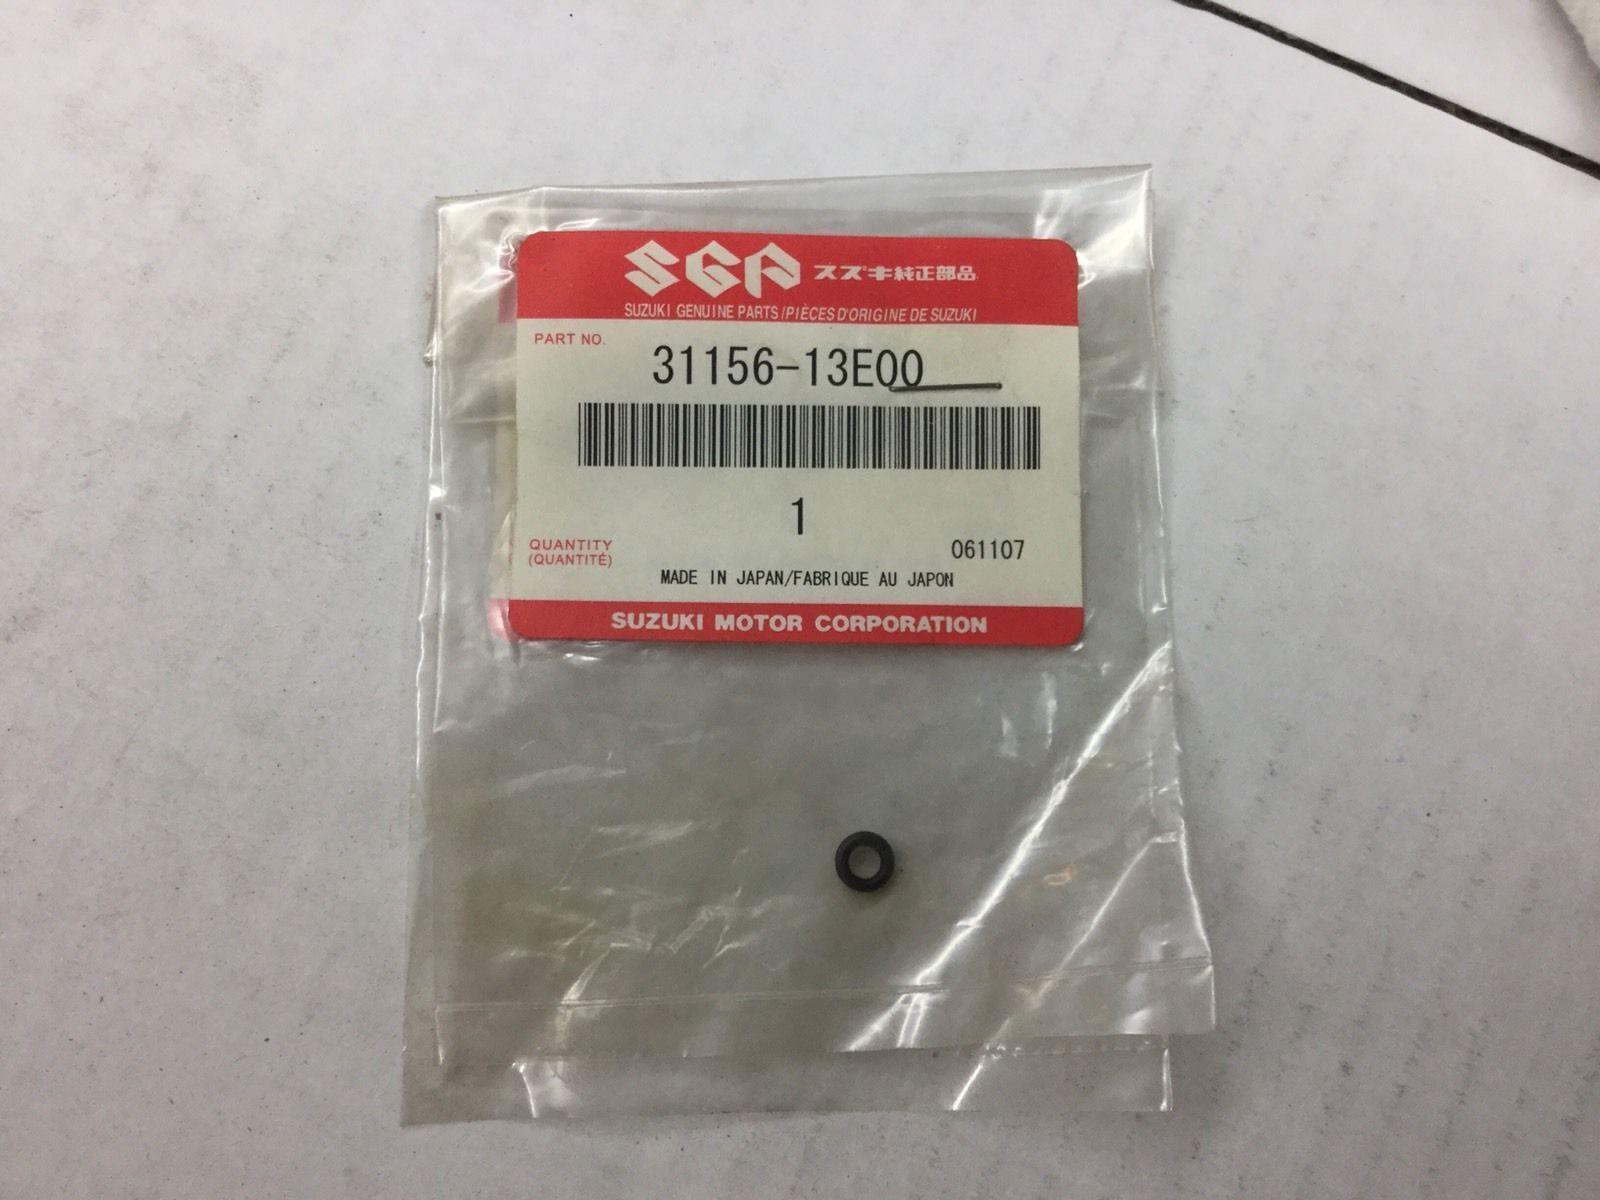 SGP スズキ純正部品
SUZUKI GENUINE PARTS/PIÈCES D'ORIGINE DE SUZUKI
PART NO.
31156-13E00
1
QUANTITY
(QUANTITÉ)
061107
MADE IN JAPAN/FABRIQUE AU JAPON
SUZUKI MOTOR CORPORATION